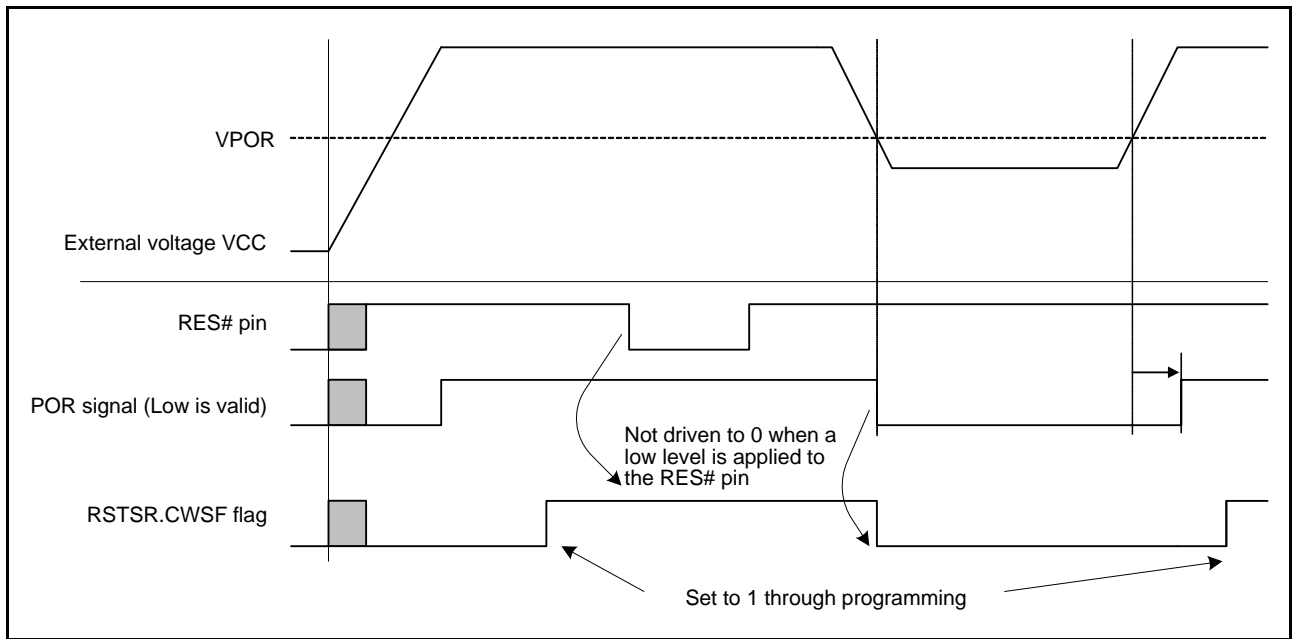 VPOR
External voltage VCC
RES# pin
POR signal (Low is valid)
Not driven to 0 when a
low level is applied to
the RES# pin
RSTSR.CWSF flag
Set to 1 through programming